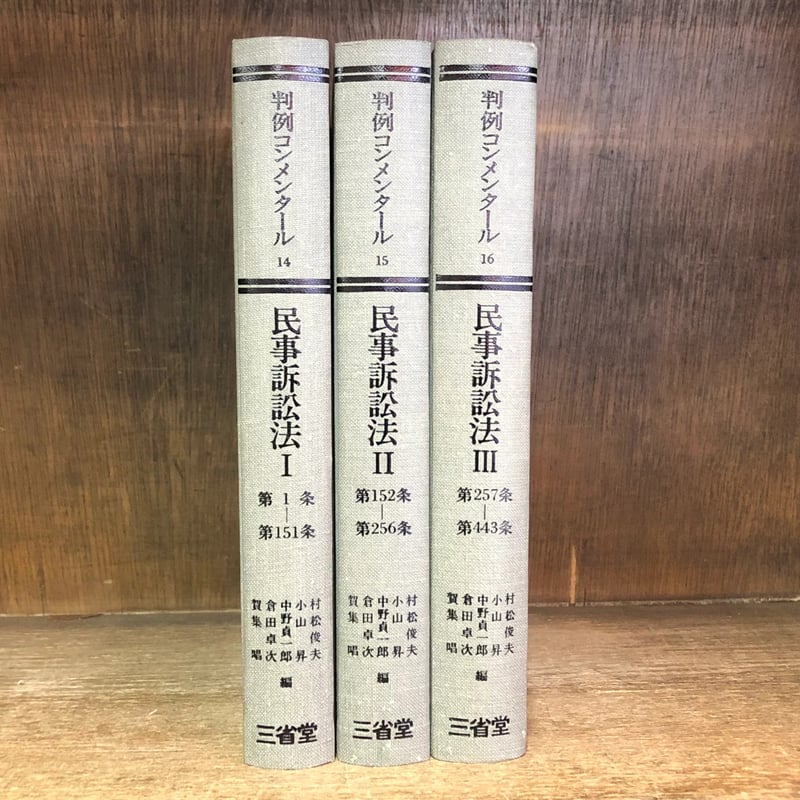 判例コンメンタール
14
民事訴訟法 I
第1条
|
第151条
村松俊夫
小山昇
中野貞一郎
倉田卓次
賀集唱
編
三省堂
判例コンメンタール
15
民事訴訟法 II
第152条
|
第256条
村松俊夫
小山昇
中野貞一郎
倉田卓次
賀集唱
編
三省堂
判例コンメンタール
16
民事訴訟法 III
第257条
|
第443条
村松俊夫
小山昇
中野貞一郎
倉田卓次
賀集唱
編
三省堂